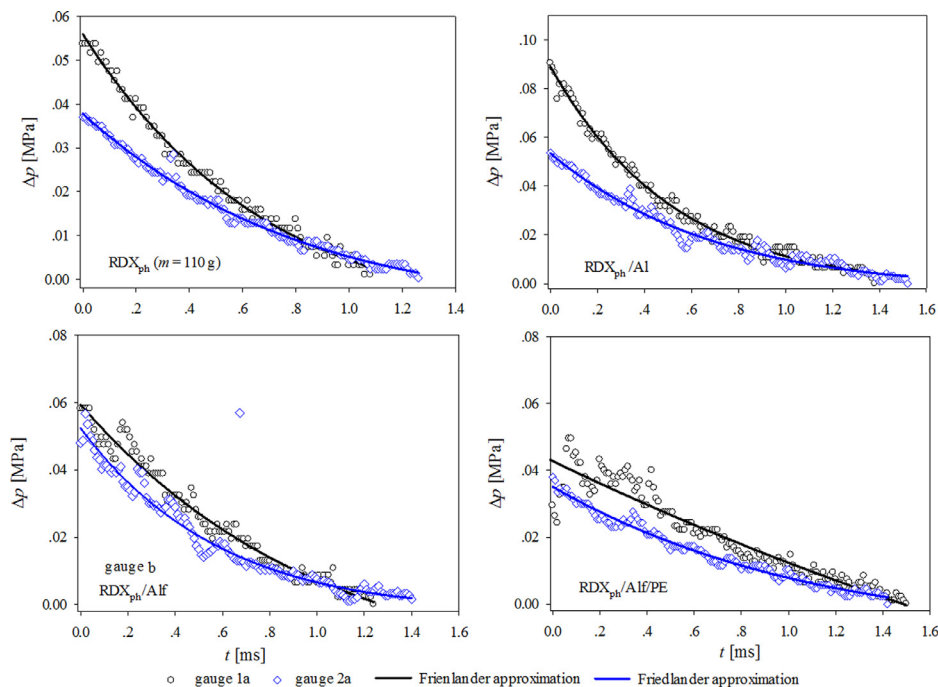 .06
.05
.04
.03
.02
.01
0.00
Δp [MPa]
RDXph (m = 110 g)
0.0 .2 .4 .6 .8 1.0 1.2 1.4
.10
.08
.06
.04
.02
0.00
Δp [MPa]
RDXph/Al
0.0 .2 .4 .6 .8 1.0 1.2 1.4 1.6
.08
.06
.04
.02
0.00
Δp [MPa]
gauge b
RDXph/Alf
0.0 .2 .4 .6 .8 1.0 1.2 1.4 1.6
t [ms]
.08
.06
.04
.02
0.00
Δp [MPa]
RDXph/Alf/PE
0.0 .2 .4 .6 .8 1.0 1.2 1.4 1.6
t [ms]
gauge 1a gauge 2a Frienlander approximation Friedlander approximation